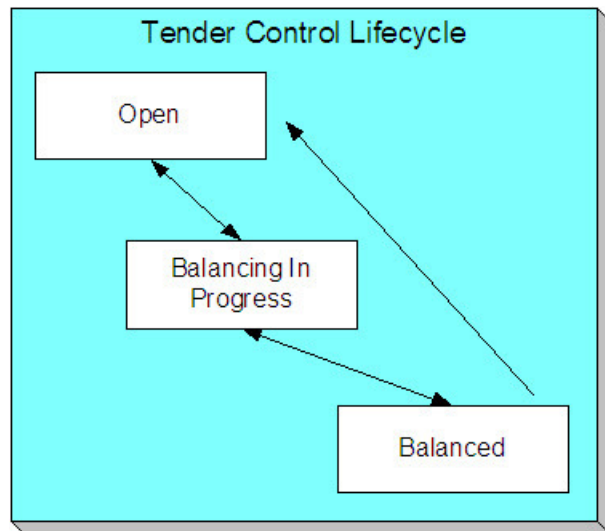 Tender Control Lifecycle
Open
Balancing In
Progress
Balanced